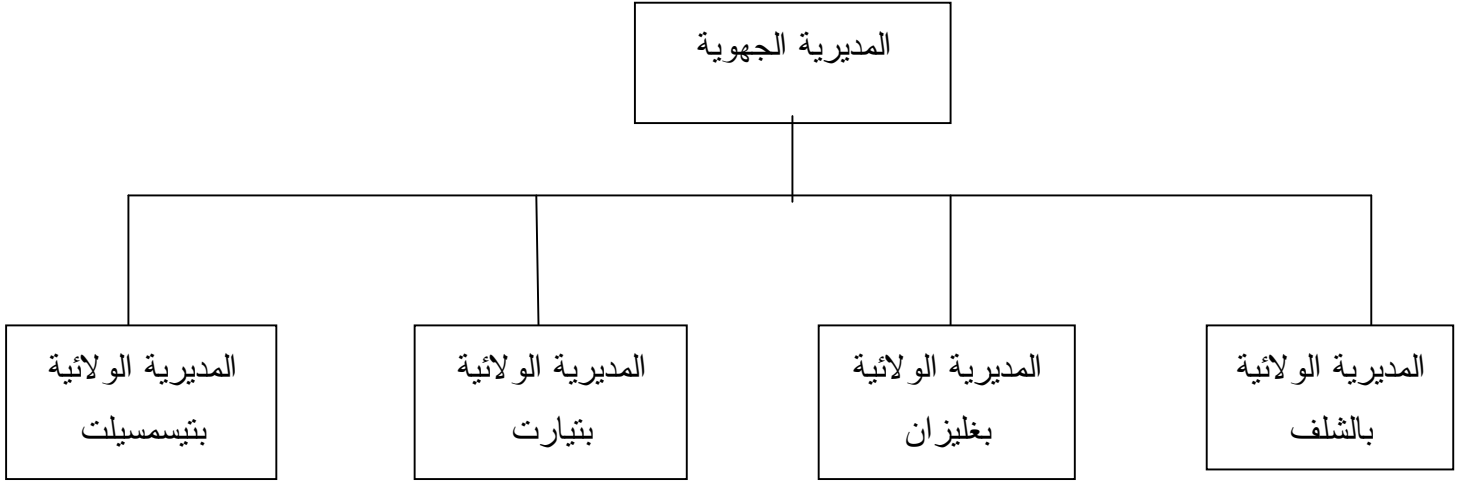 المديرية الجهوية
المديرية الولائية
بالشلف
المديرية الولائية
بغليزان
المديرية الولائية
بتيارت
المديرية الولائية
بتيسمسيلت